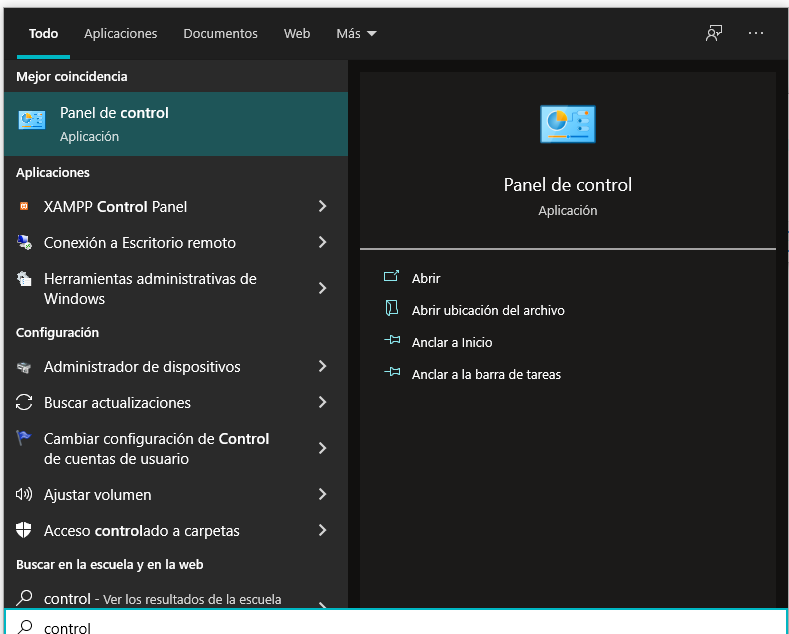 Todo Aplicaciones Documentos Web Más
Mejor coincidencia
Panel de control
Aplicación
Aplicaciones
XAMPP Control Panel
Conexión a Escritorio remoto
Herramientas administrativas de
Windows
Configuración
Administrador de dispositivos
Buscar actualizaciones
Cambiar configuración de Control
de cuentas de usuario
Ajustar volumen
Acceso controlado a carpetas
Buscar en la escuela y en la web
control - Ver los resultados de la escuela
control
Panel de control
Aplicación
Abrir
Abrir ubicación del archivo
Anclar a Inicio
Anclar a la barra de tareas